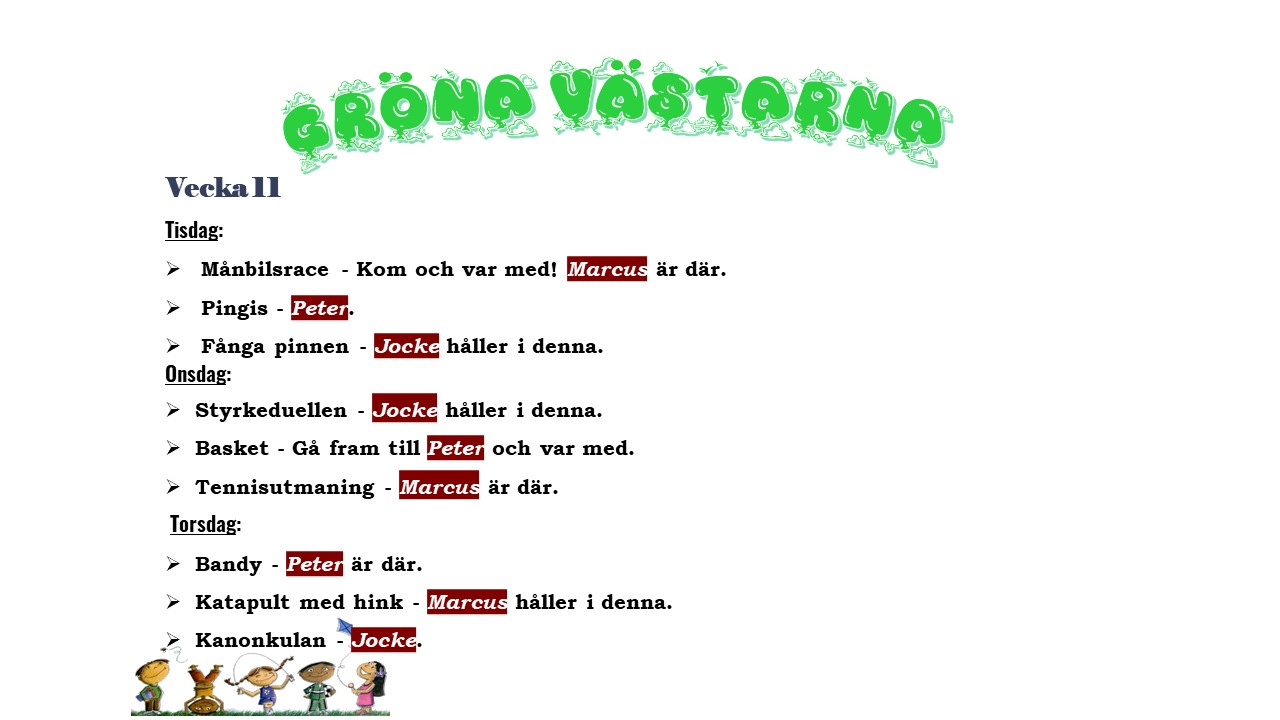 GRÖNA VÄSTARNA
Vecka 11
Tisdag:
➢ Månbilsrace - Kom och var med! Marcus är där.
➢ Pingis - Peter.
➢ Fånga pinnen - Jocke håller i denna.
Onsdag:
➢ Styrkeduellen - Jocke håller i denna.
➢ Basket - Gå fram till Peter och var med.
➢ Tennisutmaning - Marcus är där.
Torsdag:
➢ Bandy - Peter är där.
➢ Katapult med hink - Marcus håller i denna.
➢ Kanonkulan - Jocke.